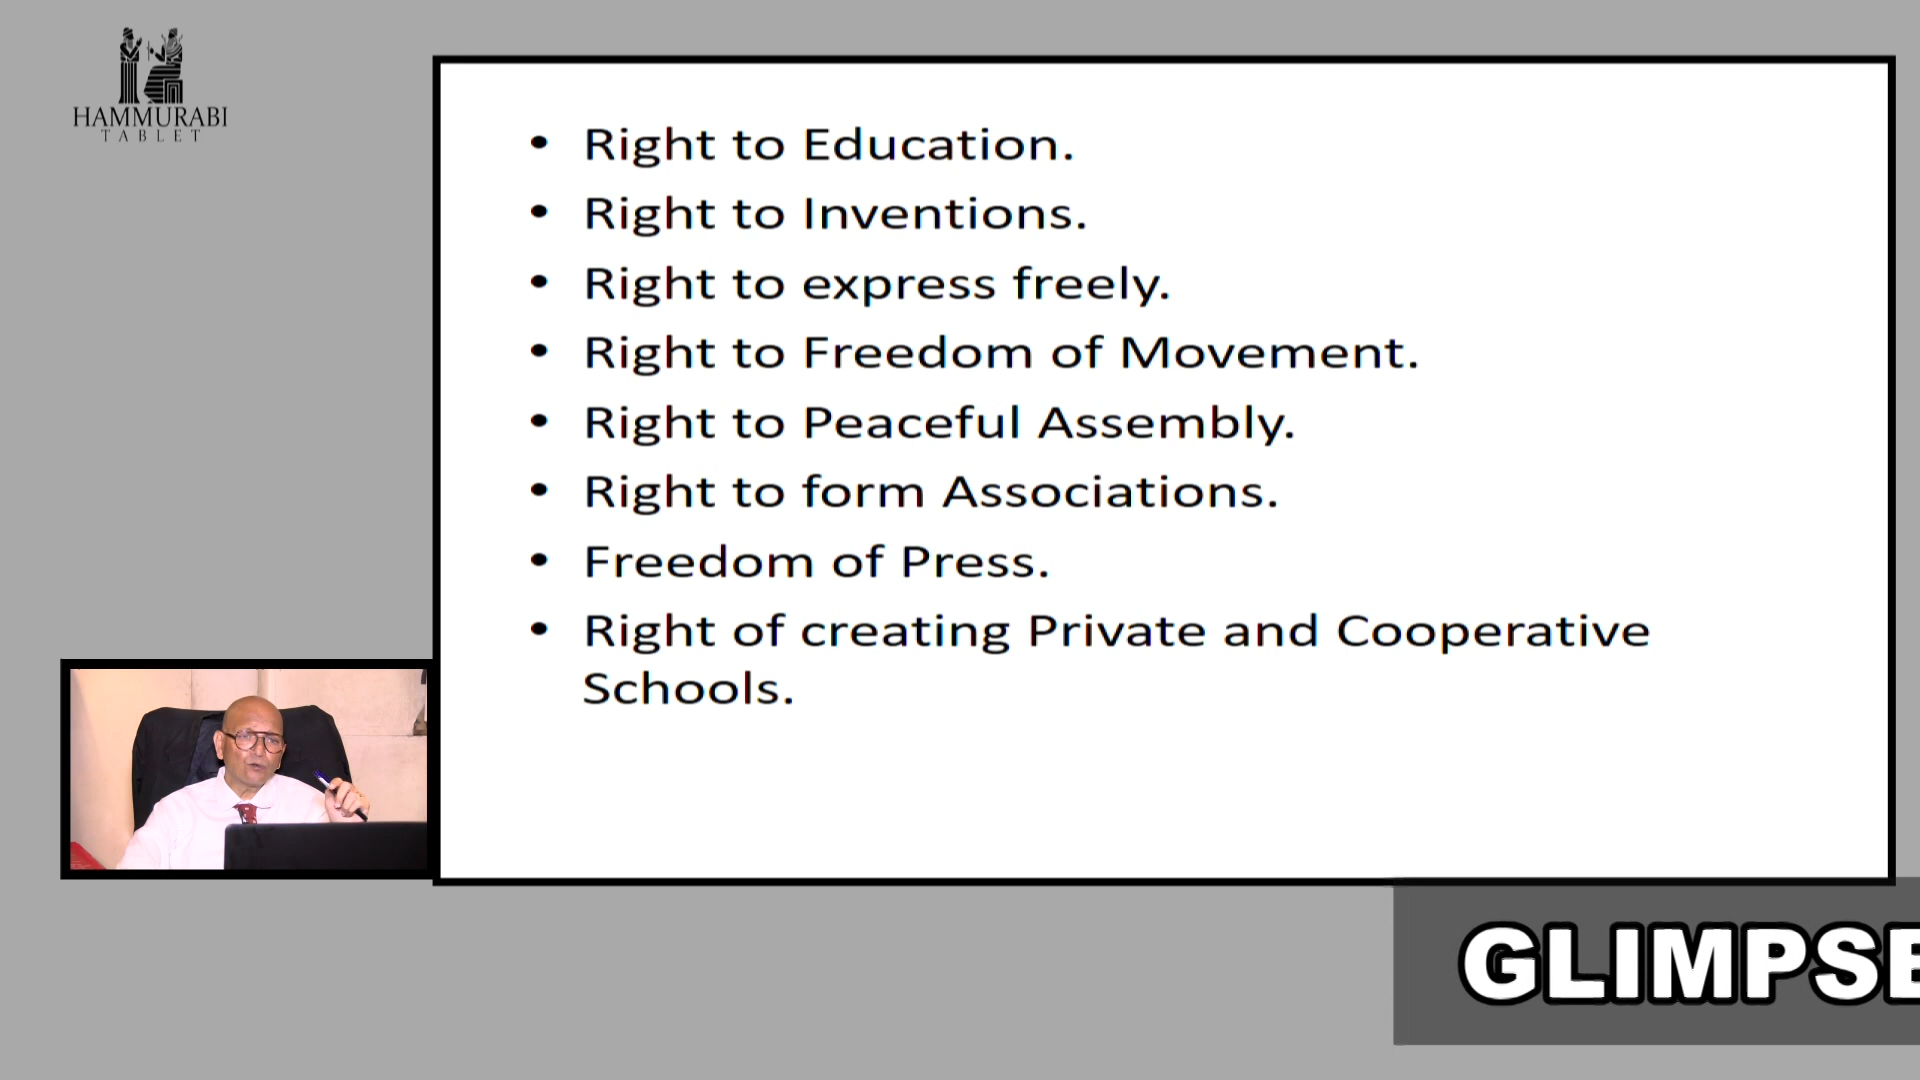 HAMMURABI
TABLET
• Right to Education.
• Right to Inventions.
• Right to express freely.
• Right to Freedom of Movement.
• Right to Peaceful Assembly.
• Right to form Associations.
• Freedom of Press.
• Right of creating Private and Cooperative
Schools.
GLIMPSE